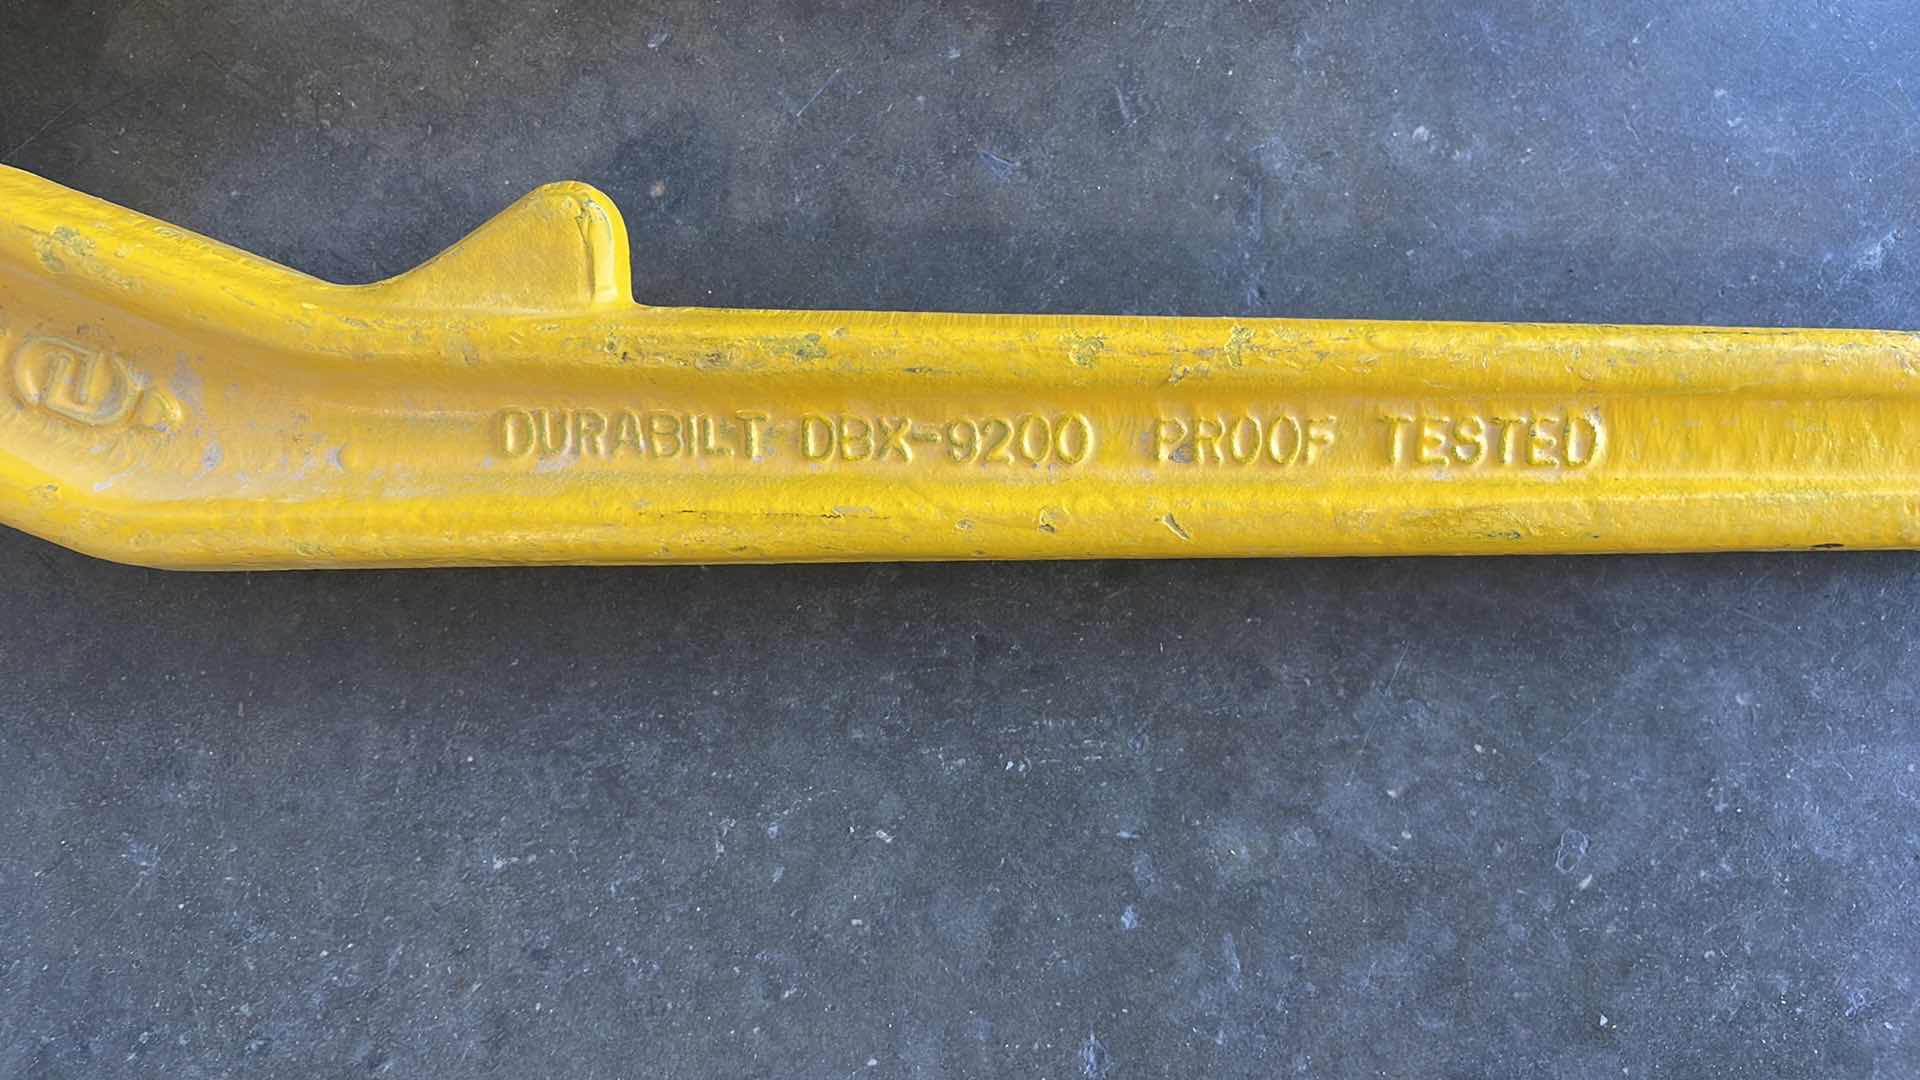 DURABILT DBX-9200 PROOF TESTED